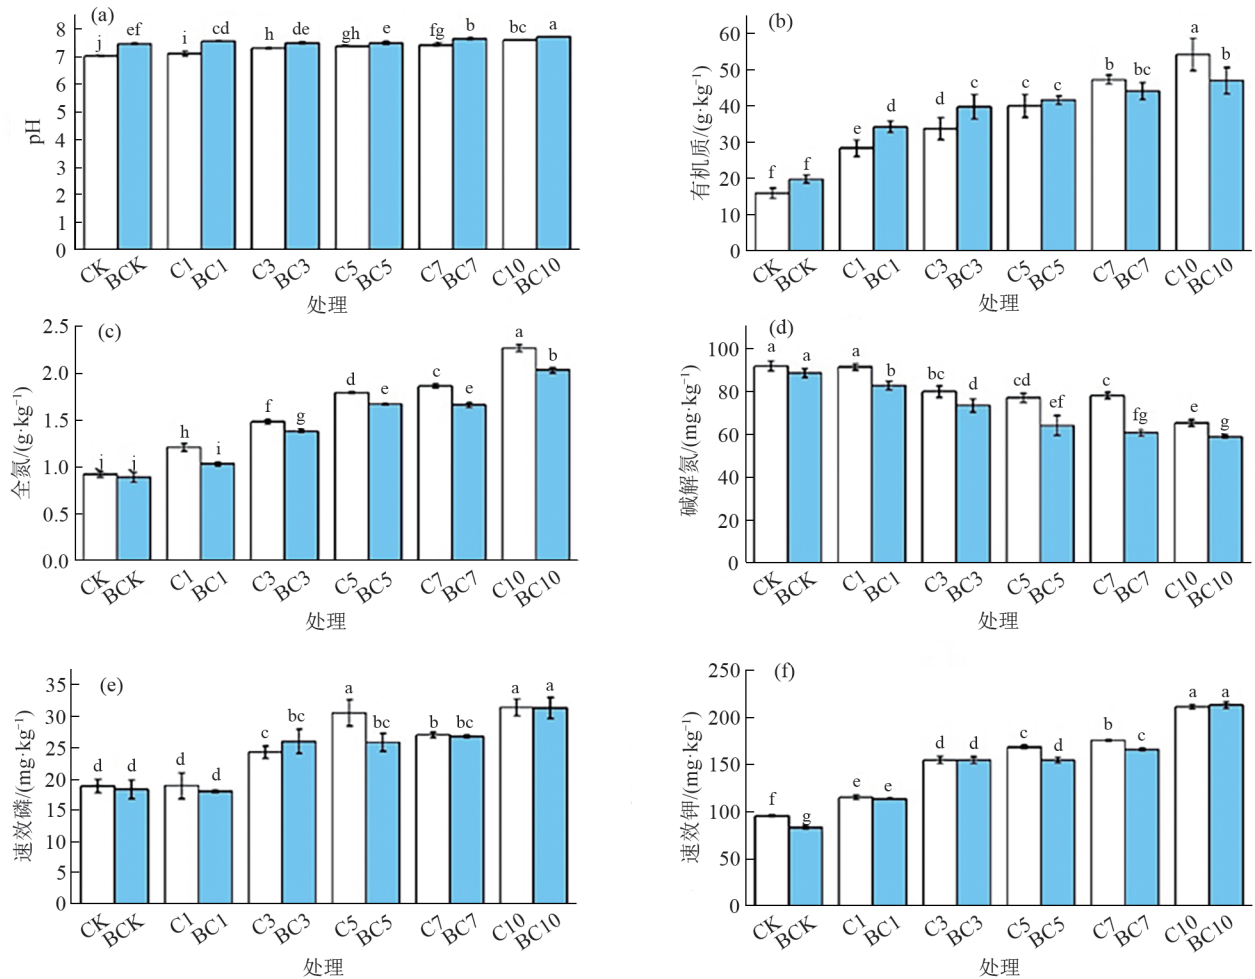 (a)
pH
8
7
6
5
4
3
2
1
0
j ef i cd h de gh e fg b bc a
CK BCK C1 BC1 C3 BC3 C5 BC5 C7 BC7 C10 BC10
处理
(b)
有机质/(g·kg⁻¹)
60
50
40
30
20
10
0
f f e d d c c c b bc a b
CK BCK C1 BC1 C3 BC3 C5 BC5 C7 BC7 C10 BC10
处理
(c)
全氮/(g·kg⁻¹)
2.5
2.0
1.5
1.0
0.5
0.0
j j h i f g d e c e a b
CK BCK C1 BC1 C3 BC3 C5 BC5 C7 BC7 C10 BC10
处理
(d)
碱解氮/(mg·kg⁻¹)
100
80
60
40
20
0
a a a b bc d cd ef c fg e g
CK BCK C1 BC1 C3 BC3 C5 BC5 C7 BC7 C10 BC10
处理
(e)
速效磷/(mg·kg⁻¹)
35
30
25
20
15
10
5
0
d d d d c bc a bc b bc a a
CK BCK C1 BC1 C3 BC3 C5 BC5 C7 BC7 C10 BC10
处理
(f)
速效钾/(mg·kg⁻¹)
250
200
150
100
50
0
f g e e d d c d b c a a
CK BCK C1 BC1 C3 BC3 C5 BC5 C7 BC7 C10 BC10
处理